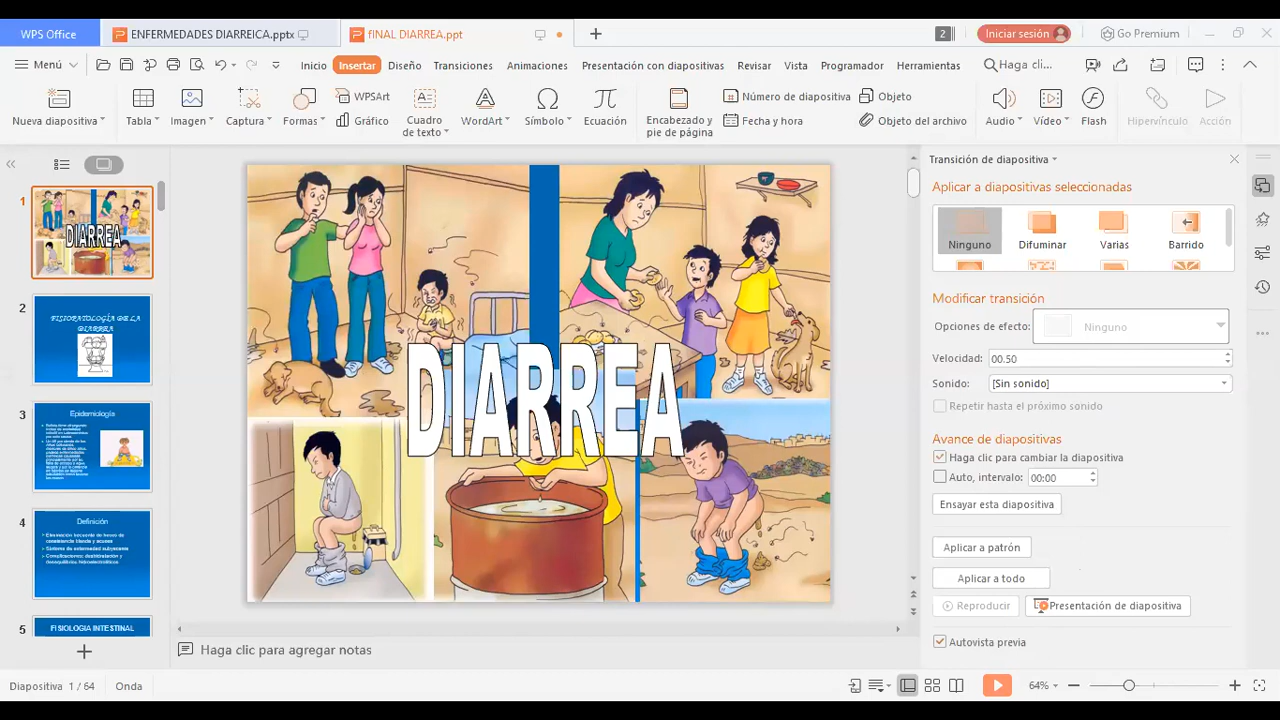 WPS Office
ENFERMEDADES DIARREICA.pptx
fINAL DIARREA.ppt
2
Iniciar sesión
Go Premium
Menú
Inicio
Insertar
Diseño
Transiciones
Animaciones
Presentación con diapositivas
Revisar
Vista
Programador
Herramientas
Haga cli...
Nueva diapositiva
Tabla
Imagen
Captura
Formas
WPSArt
Gráfico
Cuadro
de texto
WordArt
Símbolo
Ecuación
Encabezado y
pie de página
Número de diapositiva
Fecha y hora
Objeto
Objeto del archivo
Audio
Vídeo
Flash
Hipervínculo
Acción
1
DIARREA
2
FISIOPATOLOGÍA DE LA
DIARREA
3
Epidemiología
4
Definición
5
FISIOLOGIA INTESTINAL
DIARREA
Haga clic para agregar notas
Transición de diapositiva
Aplicar a diapositivas seleccionadas
Ninguno
Difuminar
Varias
Barrido
Modificar transición
Opciones de efecto:
Ninguno
Velocidad:
00.50
Sonido:
[Sin sonido]
Repetir hasta el próximo sonido
Avance de diapositivas
Haga clic para cambiar la diapositiva
Auto, intervalo:
00:00
Ensayar esta diapositiva
Aplicar a patrón
Aplicar a todo
Reproducir
Presentación de diapositiva
Autovista previa
Diapositiva 1 / 64
Onda
64%